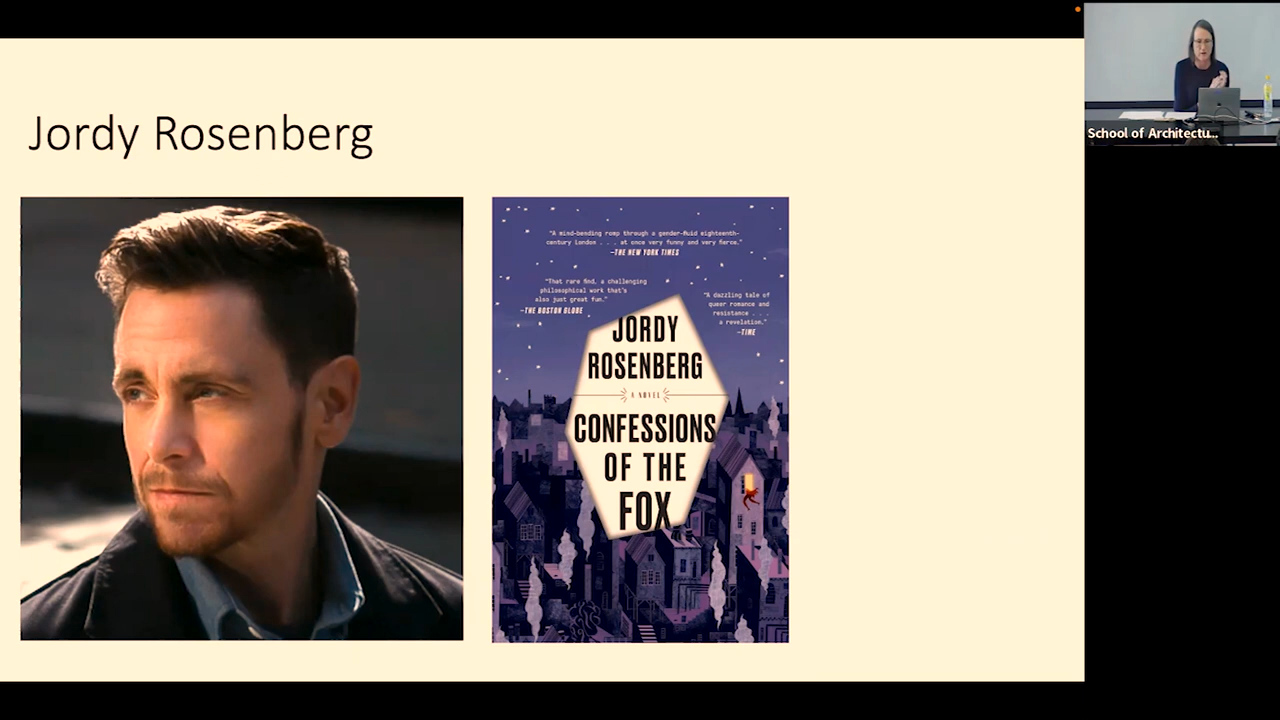 Jordy Rosenberg
"A mind-bending romp through a gender-fluid eighteenth-
century London . . . at once very funny and very fierce."
—THE NEW YORK TIMES
"That rare find, a challenging
philosophical work that's
also just great fun."
—THE BOSTON GLOBE
"A dazzling tale of
queer romance and
resistance . . .
a revelation."
—TIME
JORDY
ROSENBERG
A NOVEL
CONFESSIONS
OF THE
FOX
School of Architectu...